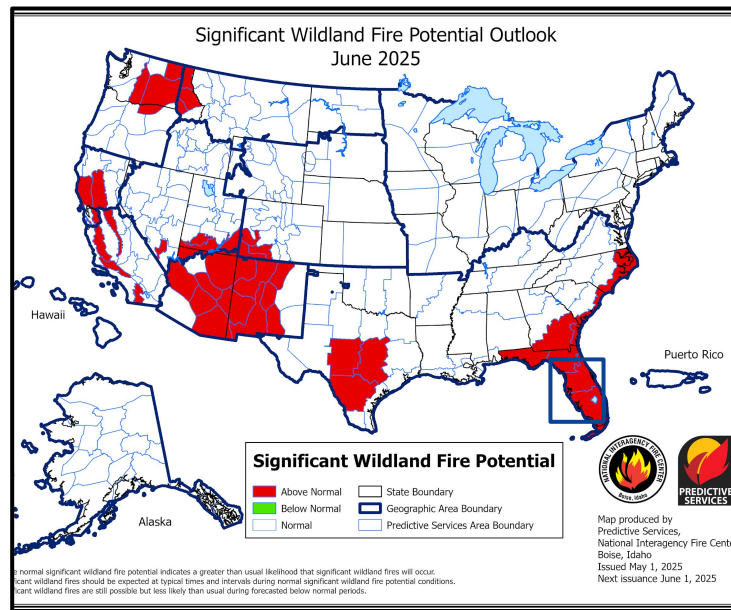 Significant Wildland Fire Potential Outlook
June 2025
Hawaii
Puerto Rico
Alaska
Significant Wildland Fire Potential
Above Normal
State Boundary
Below Normal
Geographic Area Boundary
Normal
Predictive Services Area Boundary
NATIONAL INTERAGENCY FIRE CENTER
Boise, Idaho
PREDICTIVE
SERVICES
Map produced by
Predictive Services,
National Interagency Fire Cent
Boise, Idaho
Issued May 1, 2025
Next issuance June 1, 2025
e normal significant wildland fire potential indicates a greater than usual likelihood that significant wildland fires will occur.
ficant wildland fires should be expected at typical times and intervals during normal significant wildland fire potential conditions.
ficant wildland fires are still possible but less likely than usual during forecasted below normal periods.